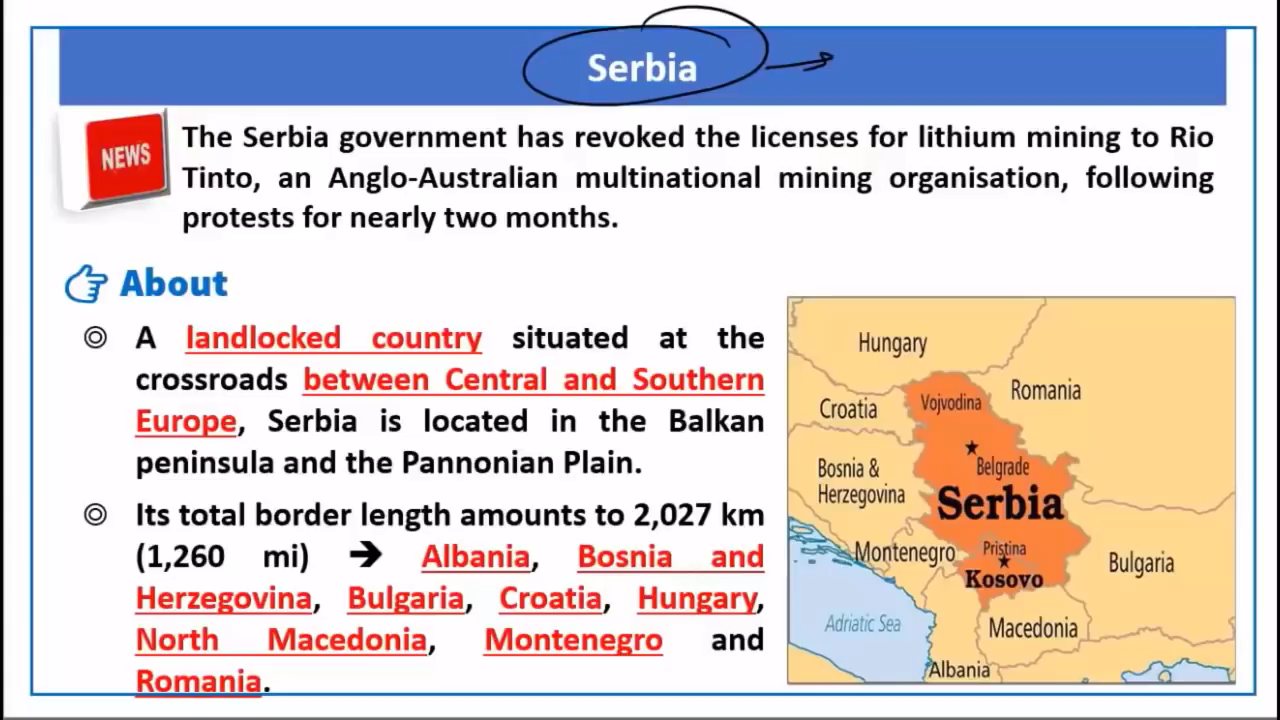 Serbia
NEWS
The Serbia government has revoked the licenses for lithium mining to Rio
Tinto, an Anglo-Australian multinational mining organisation, following
protests for nearly two months.
About
A landlocked country situated at the
crossroads between Central and Southern
Europe, Serbia is located in the Balkan
peninsula and the Pannonian Plain.
Its total border length amounts to 2,027 km
(1,260 mi) ➔ Albania, Bosnia and
Herzegovina, Bulgaria, Croatia, Hungary,
North Macedonia, Montenegro and
Romania.
Hungary
Romania
Croatia
Vojvodina
Belgrade
Bosnia &
Herzegovina
Serbia
Montenegro
Pristina
Kosovo
Bulgaria
Adriatic Sea
Macedonia
Albania